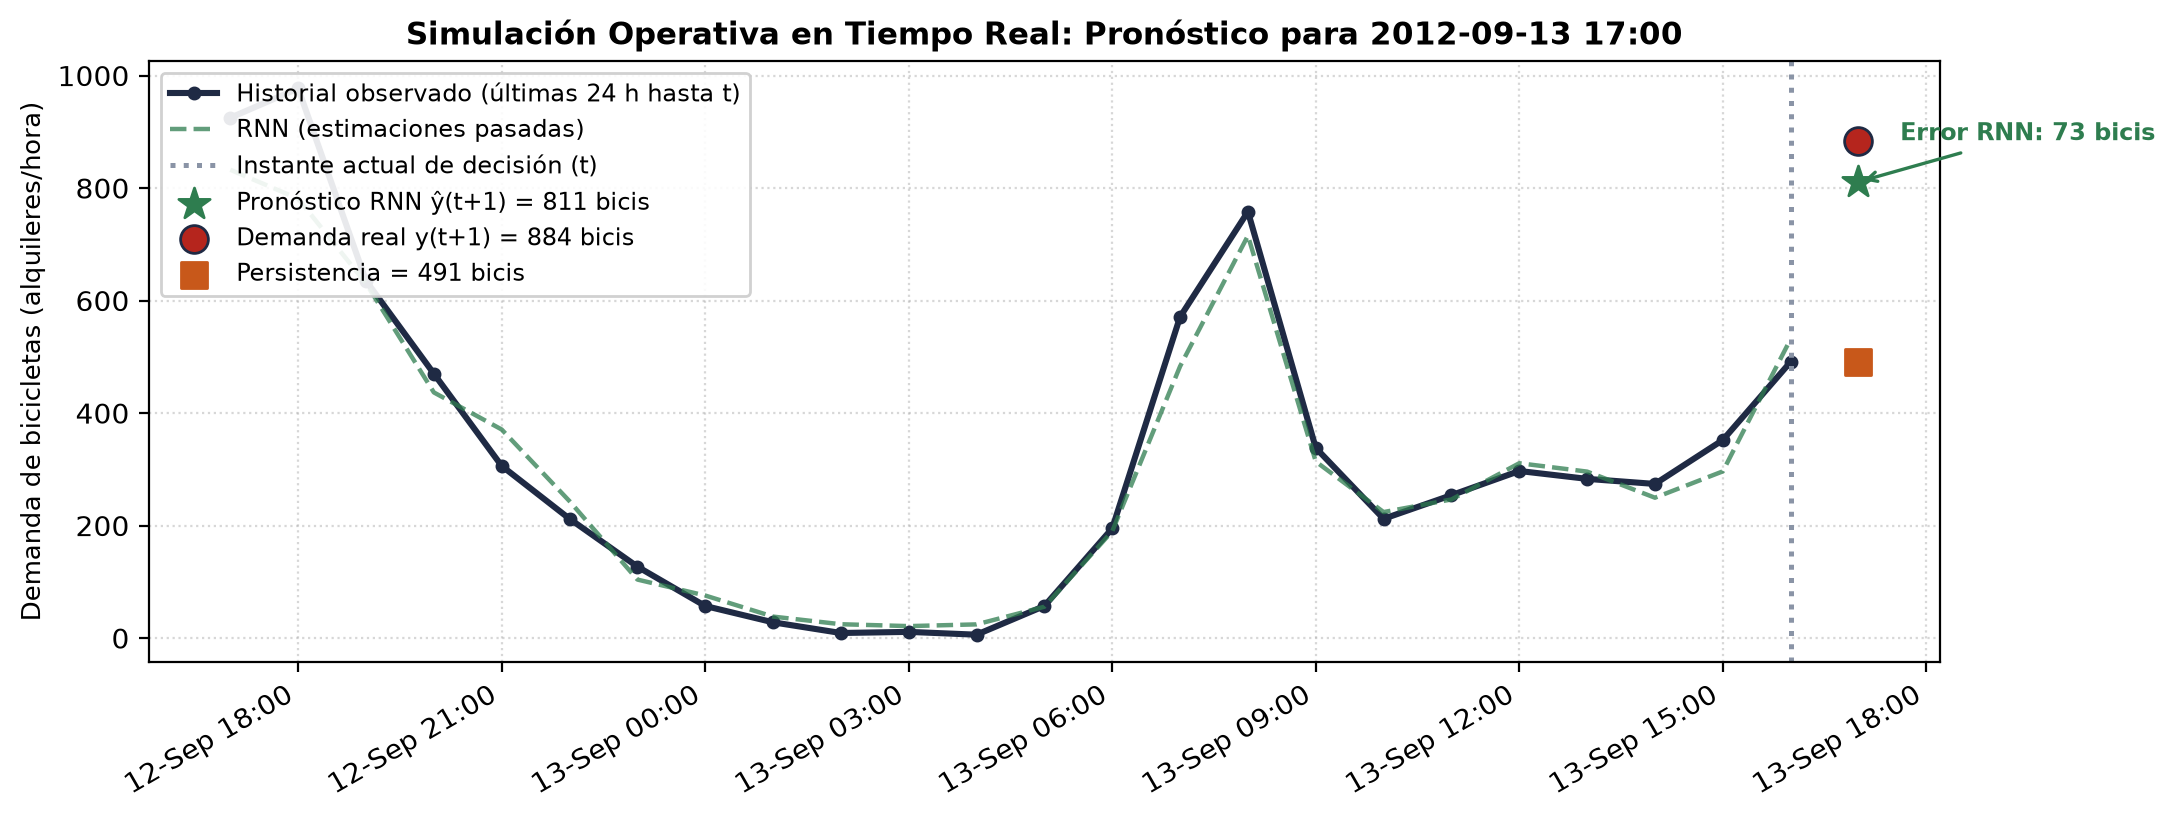 Simulación Operativa en Tiempo Real: Pronóstico para 2012-09-13 17:00
Demanda de bicicletas (alquileres/hora)
1000
800
600
400
200
0
Historial observado (últimas 24 h hasta t)
RNN (estimaciones pasadas)
Instante actual de decisión (t)
Pronóstico RNN ŷ(t+1) = 811 bicis
Demanda real y(t+1) = 884 bicis
Persistencia = 491 bicis
Error RNN: 73 bicis
12-Sep 18:00
12-Sep 21:00
13-Sep 00:00
13-Sep 03:00
13-Sep 06:00
13-Sep 09:00
13-Sep 12:00
13-Sep 15:00
13-Sep 18:00